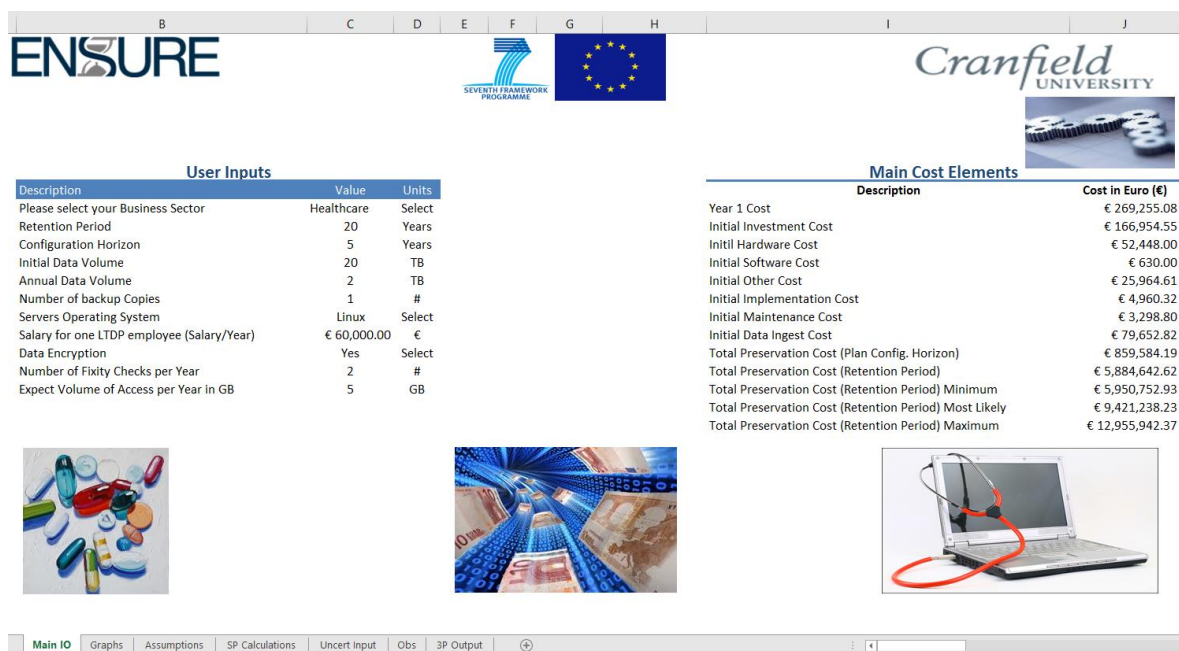 B C D E F G H I J
ENSURE
SEVENTH FRAMEWORK
PROGRAMME
Cranfield
UNIVERSITY
User Inputs
Description Value Units
Please select your Business Sector Healthcare Select
Retention Period 20 Years
Configuration Horizon 5 Years
Initial Data Volume 20 TB
Annual Data Volume 2 TB
Number of backup Copies 1 #
Servers Operating System Linux Select
Salary for one LTDP employee (Salary/Year) € 60,000.00 €
Data Encryption Yes Select
Number of Fixity Checks per Year 2 #
Expect Volume of Access per Year in GB 5 GB
Main Cost Elements
Description Cost in Euro (€)
Year 1 Cost € 269,255.08
Initial Investment Cost € 166,954.55
Initil Hardware Cost € 52,448.00
Initial Software Cost € 630.00
Initial Other Cost € 25,964.61
Initial Implementation Cost € 4,960.32
Initial Maintenance Cost € 3,298.80
Initial Data Ingest Cost € 79,652.82
Total Preservation Cost (Plan Config. Horizon) € 859,584.19
Total Preservation Cost (Retention Period) € 5,884,642.62
Total Preservation Cost (Retention Period) Minimum € 5,950,752.93
Total Preservation Cost (Retention Period) Most Likely € 9,421,238.23
Total Preservation Cost (Retention Period) Maximum € 12,955,942.37
Main IO Graphs Assumptions SP Calculations Uncert Input Obs 3P Output